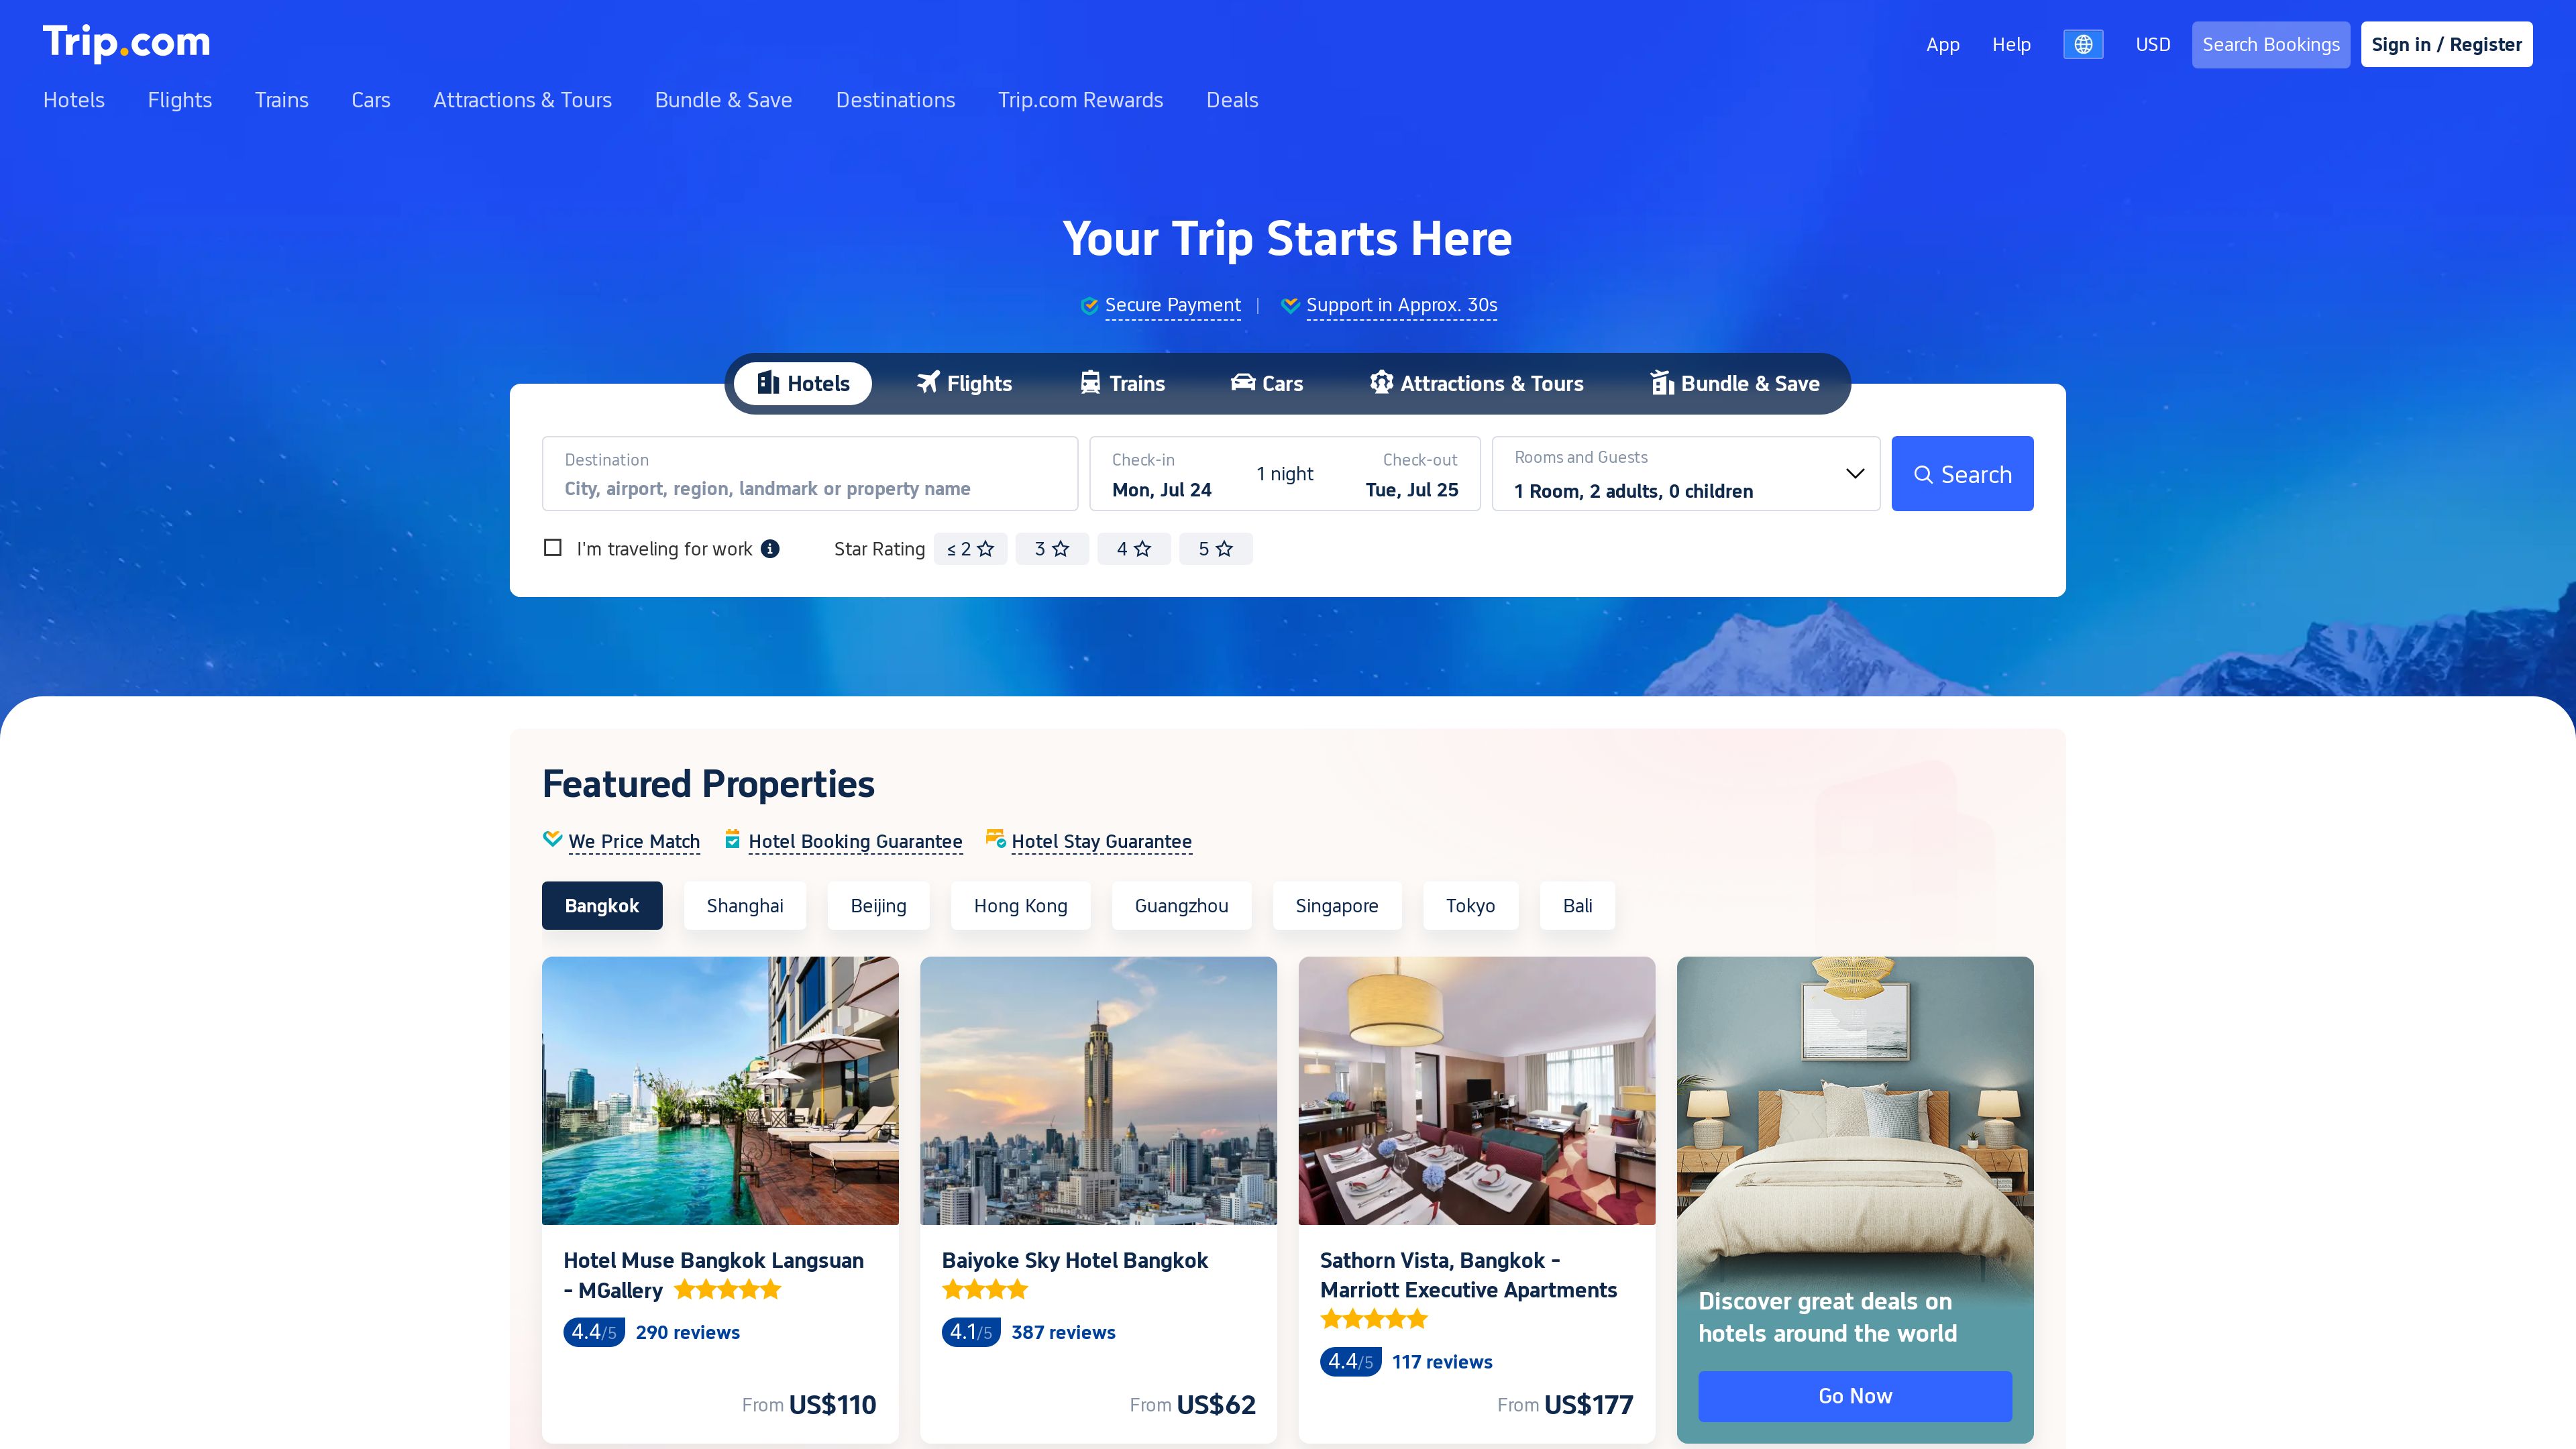 Trip.com
App
Help
USD
Search Bookings
Sign in / Register
Hotels
Flights
Trains
Cars
Attractions & Tours
Bundle & Save
Destinations
Trip.com Rewards
Deals
Your Trip Starts Here
Secure Payment
Support in Approx. 30s
Hotels
Flights
Trains
Cars
Attractions & Tours
Bundle & Save
Destination
City, airport, region, landmark or property name
Check-in
Mon, Jul 24
1 night
Check-out
Tue, Jul 25
Rooms and Guests
1 Room, 2 adults, 0 children
Search
I'm traveling for work
Star Rating
≤ 2
3
4
5
Featured Properties
We Price Match
Hotel Booking Guarantee
Hotel Stay Guarantee
Bangkok
Shanghai
Beijing
Hong Kong
Guangzhou
Singapore
Tokyo
Bali
Hotel Muse Bangkok Langsuan
- MGallery
4.4/5
290 reviews
From US$110
Baiyoke Sky Hotel Bangkok
4.1/5
387 reviews
From US$62
Sathorn Vista, Bangkok -
Marriott Executive Apartments
4.4/5
117 reviews
From US$177
Discover great deals on
hotels around the world
Go Now